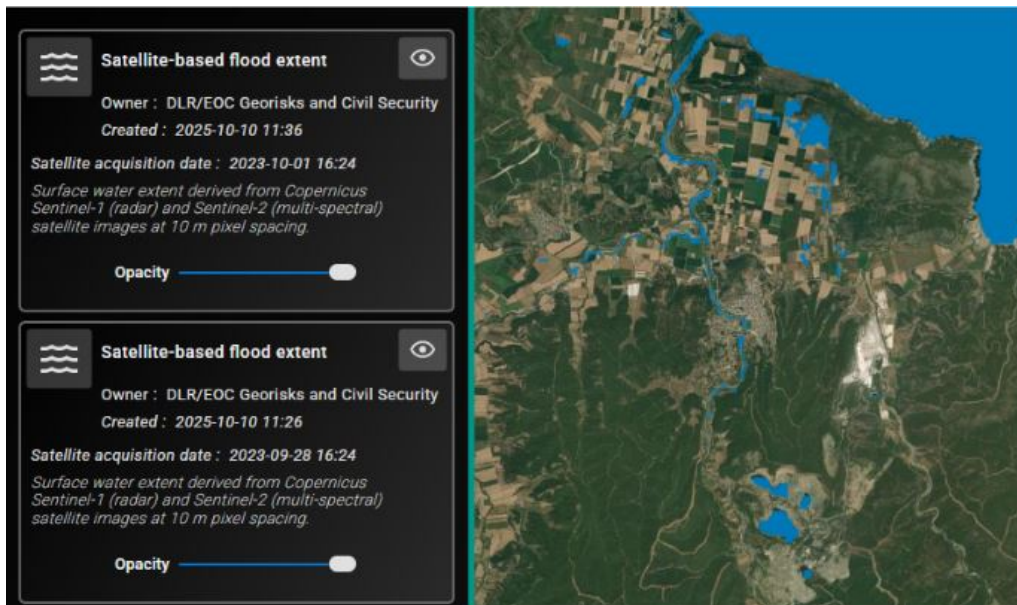 Satellite-based flood extent
Owner : DLR/EOC Georisks and Civil Security
Created : 2025-10-10 11:36
Satellite acquisition date : 2023-10-01 16:24
Surface water extent derived from Copernicus
Sentinel-1 (radar) and Sentinel-2 (multi-spectral)
satellite images at 10 m pixel spacing.
Opacity
Satellite-based flood extent
Owner : DLR/EOC Georisks and Civil Security
Created : 2025-10-10 11:26
Satellite acquisition date : 2023-09-28 16:24
Surface water extent derived from Copernicus
Sentinel-1 (radar) and Sentinel-2 (multi-spectral)
satellite images at 10 m pixel spacing.
Opacity